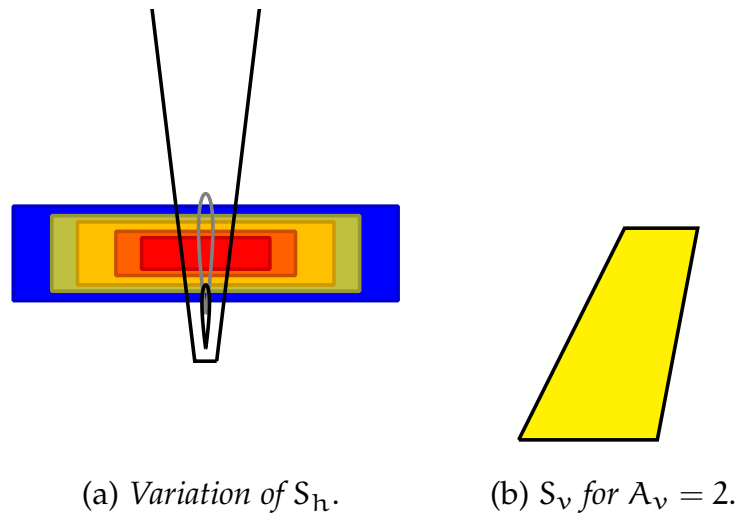 (a) Variation of Sₕ.
(b) Sᵥ for Aᵥ = 2.